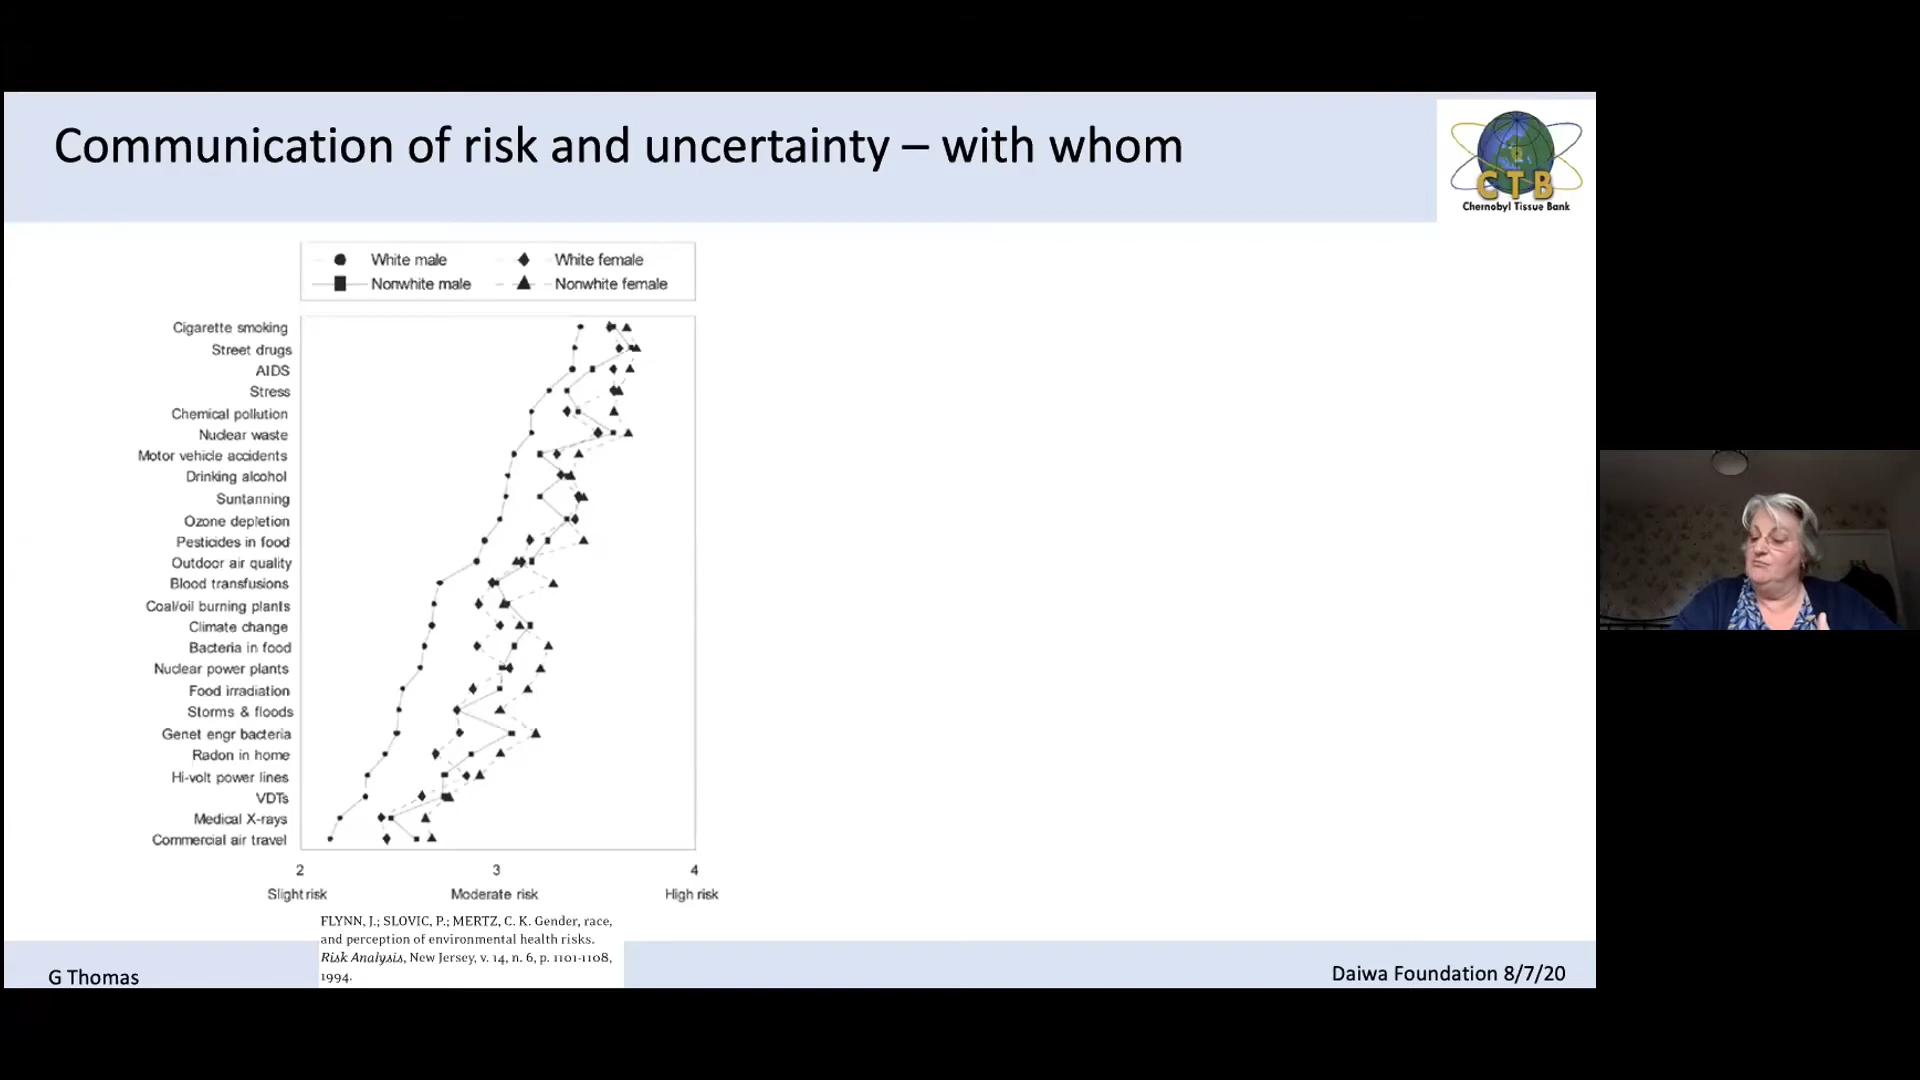 Communication of risk and uncertainty – with whom
CTB
Chernobyl Tissue Bank
White male
White female
Nonwhite male
Nonwhite female
Cigarette smoking
Street drugs
AIDS
Stress
Chemical pollution
Nuclear waste
Motor vehicle accidents
Drinking alcohol
Suntanning
Ozone depletion
Pesticides in food
Outdoor air quality
Blood transfusions
Coal/oil burning plants
Climate change
Bacteria in food
Nuclear power plants
Food irradiation
Storms & floods
Genet engr bacteria
Radon in home
Hi-volt power lines
VDTs
Medical X-rays
Commercial air travel
2 3 4
Slight risk Moderate risk High risk
FLYNN, J.; SLOVIC, P.; MERTZ, C. K. Gender, race,
and perception of environmental health risks.
Risk Analysis, New Jersey, v. 14, n. 6, p. 1101-1108,
1994.
G Thomas
Daiwa Foundation 8/7/20